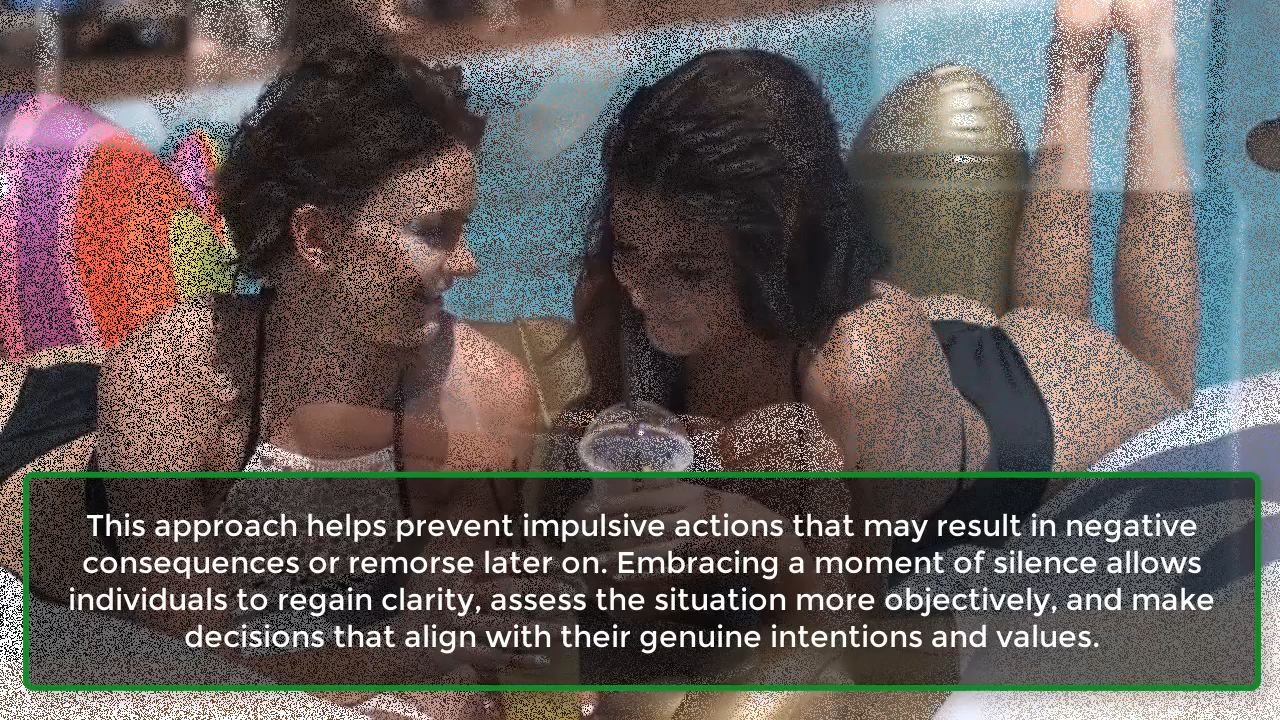 This approach helps prevent impulsive actions that may result in negative
consequences or remorse later on. Embracing a moment of silence allows
individuals to regain clarity, assess the situation more objectively, and make
decisions that align with their genuine intentions and values.